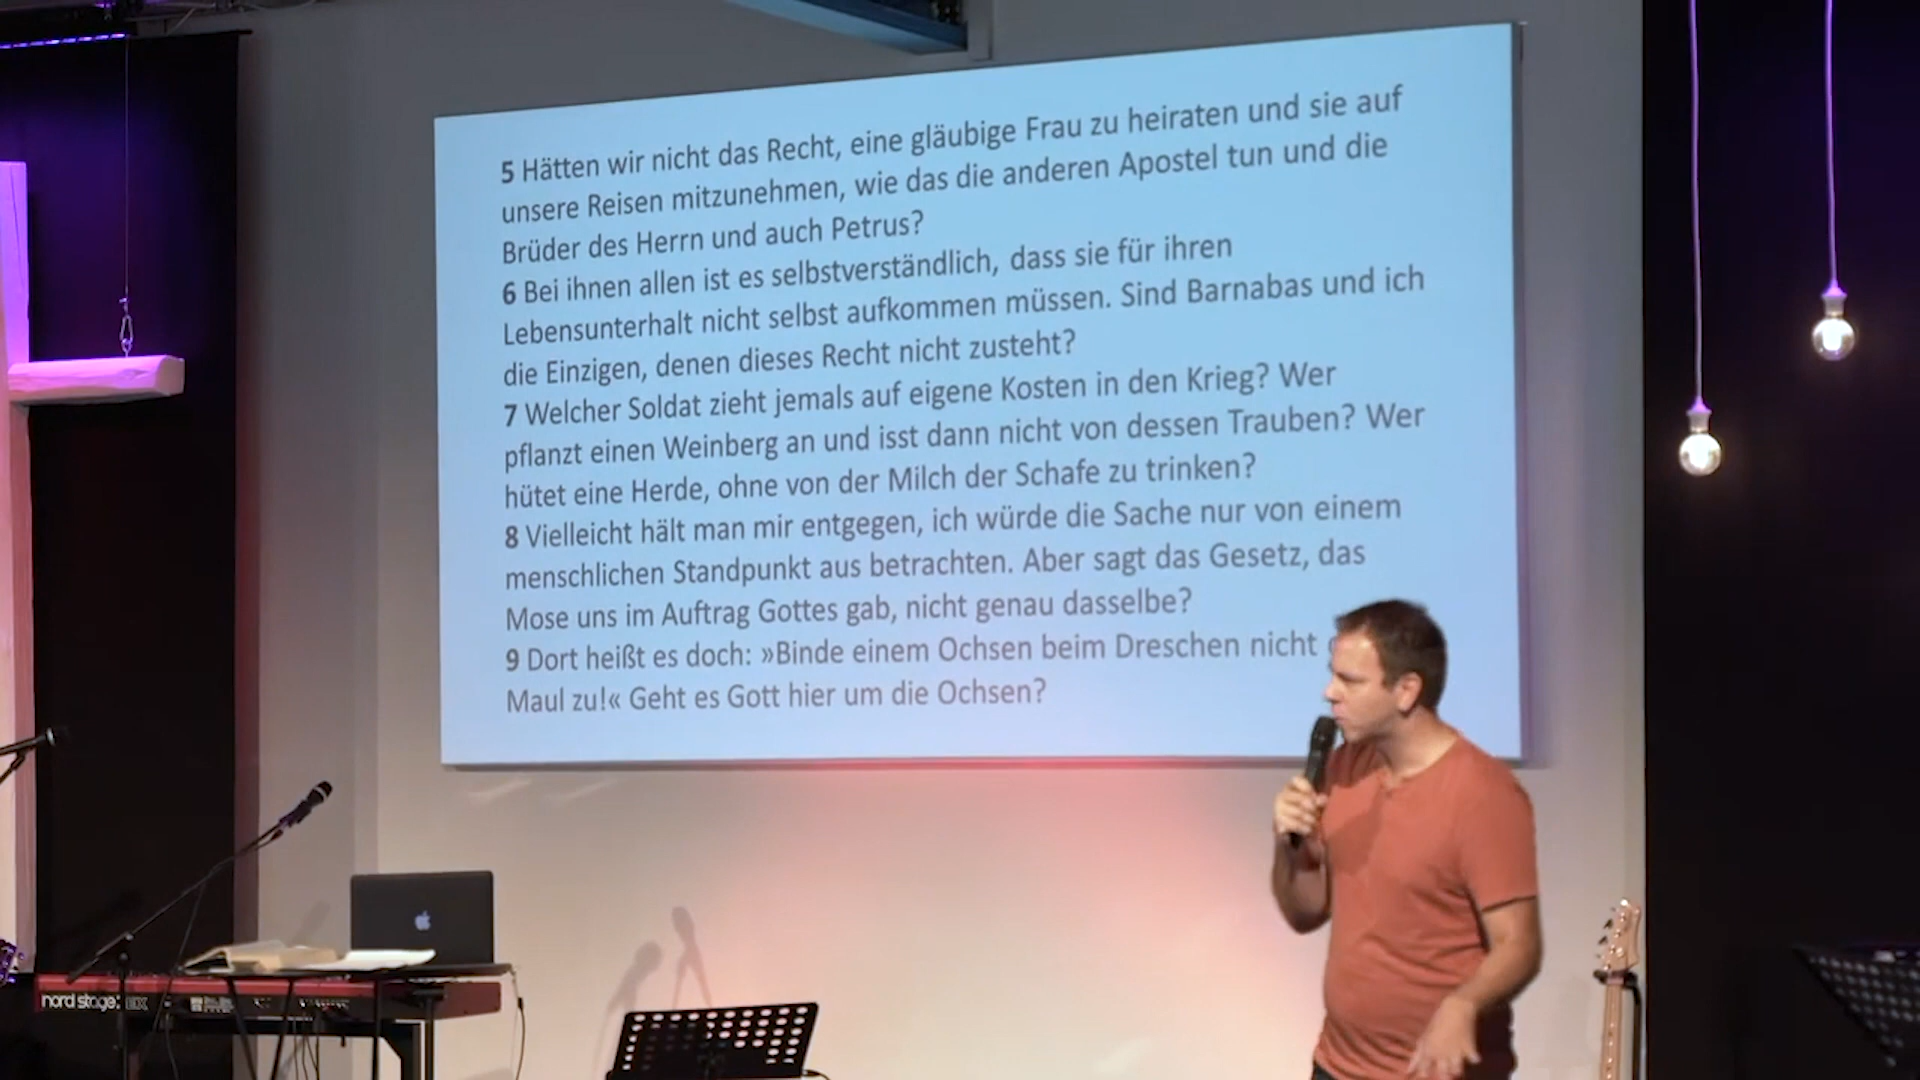 5 Hätten wir nicht das Recht, eine gläubige Frau zu heiraten und sie auf
unsere Reisen mitzunehmen, wie das die anderen Apostel tun und die
Brüder des Herrn und auch Petrus?
6 Bei ihnen allen ist es selbstverständlich, dass sie für ihren
Lebensunterhalt nicht selbst aufkommen müssen. Sind Barnabas und ich
die Einzigen, denen dieses Recht nicht zusteht?
7 Welcher Soldat zieht jemals auf eigene Kosten in den Krieg? Wer
pflanzt einen Weinberg an und isst dann nicht von dessen Trauben? Wer
hütet eine Herde, ohne von der Milch der Schafe zu trinken?
8 Vielleicht hält man mir entgegen, ich würde die Sache nur von einem
menschlichen Standpunkt aus betrachten. Aber sagt das Gesetz, das
Mose uns im Auftrag Gottes gab, nicht genau dasselbe?
9 Dort heißt es doch: »Binde einem Ochsen beim Dreschen nicht
Maul zu!« Geht es Gott hier um die Ochsen?
nord stage: EX